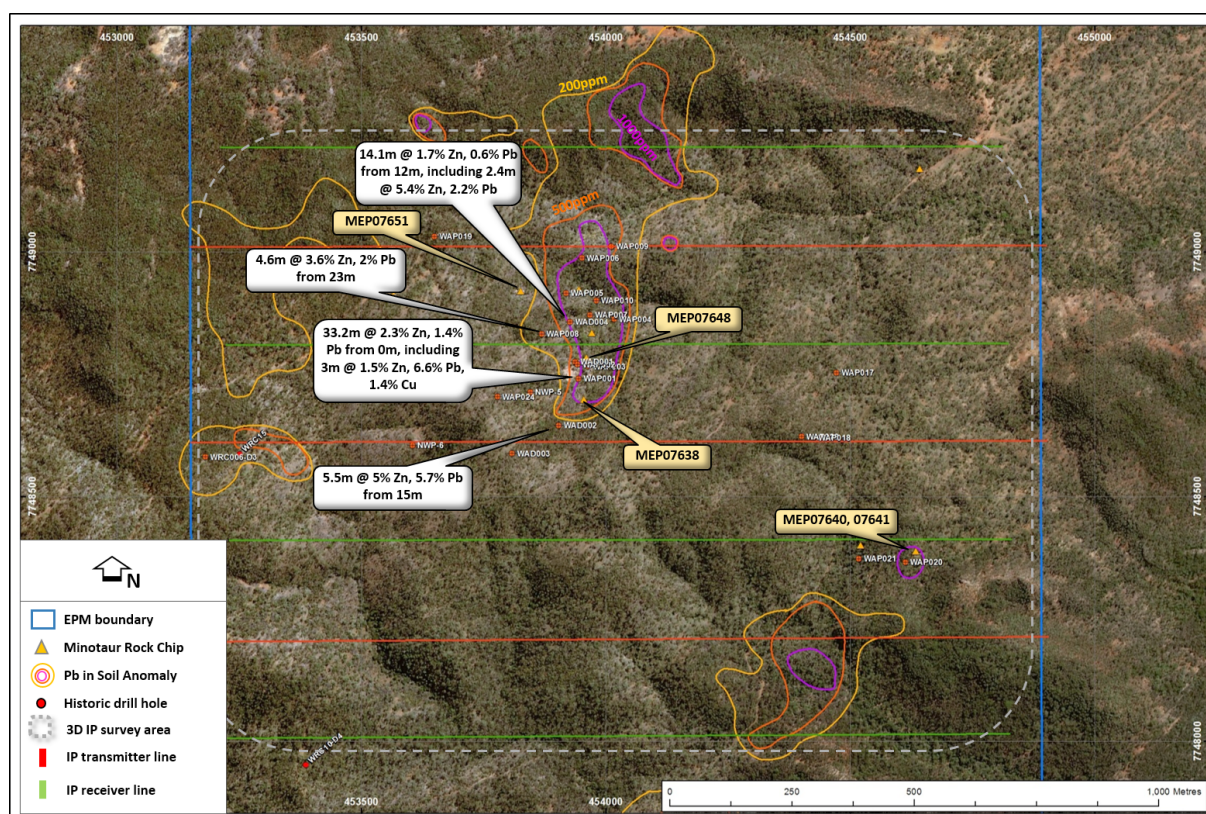 453000
453500
454000
454500
455000
200ppm
1000ppm
14.1m @ 1.7% Zn, 0.6% Pb
from 12m, including 2.4m
@ 5.4% Zn, 2.2% Pb
500ppm
MEP07651
WAP019
WAP009
7749000
7749000
4.6m @ 3.6% Zn, 2% Pb
from 23m
WAP006
WAP005
WAP010
WAP007
WAP004
WAD004
MEP07648
WAP008
33.2m @ 2.3% Zn, 1.4%
Pb from 0m, including
3m @ 1.5% Zn, 6.6% Pb,
1.4% Cu
WAD001
WAP001
WAP017
NWP-5
WAP024
WAD002
WRC16
NWP-6
WAP018
WRC006-D3
WAD003
MEP07638
5.5m @ 5% Zn, 5.7% Pb
from 15m
7748500
7748500
MEP07640, 07641
WAP021
WAP020
N
EPM boundary
Minotaur Rock Chip
Pb in Soil Anomaly
Historic drill hole
3D IP survey area
IP transmitter line
IP receiver line
7748000
453500
454000
0
250
500
1,000 Metres